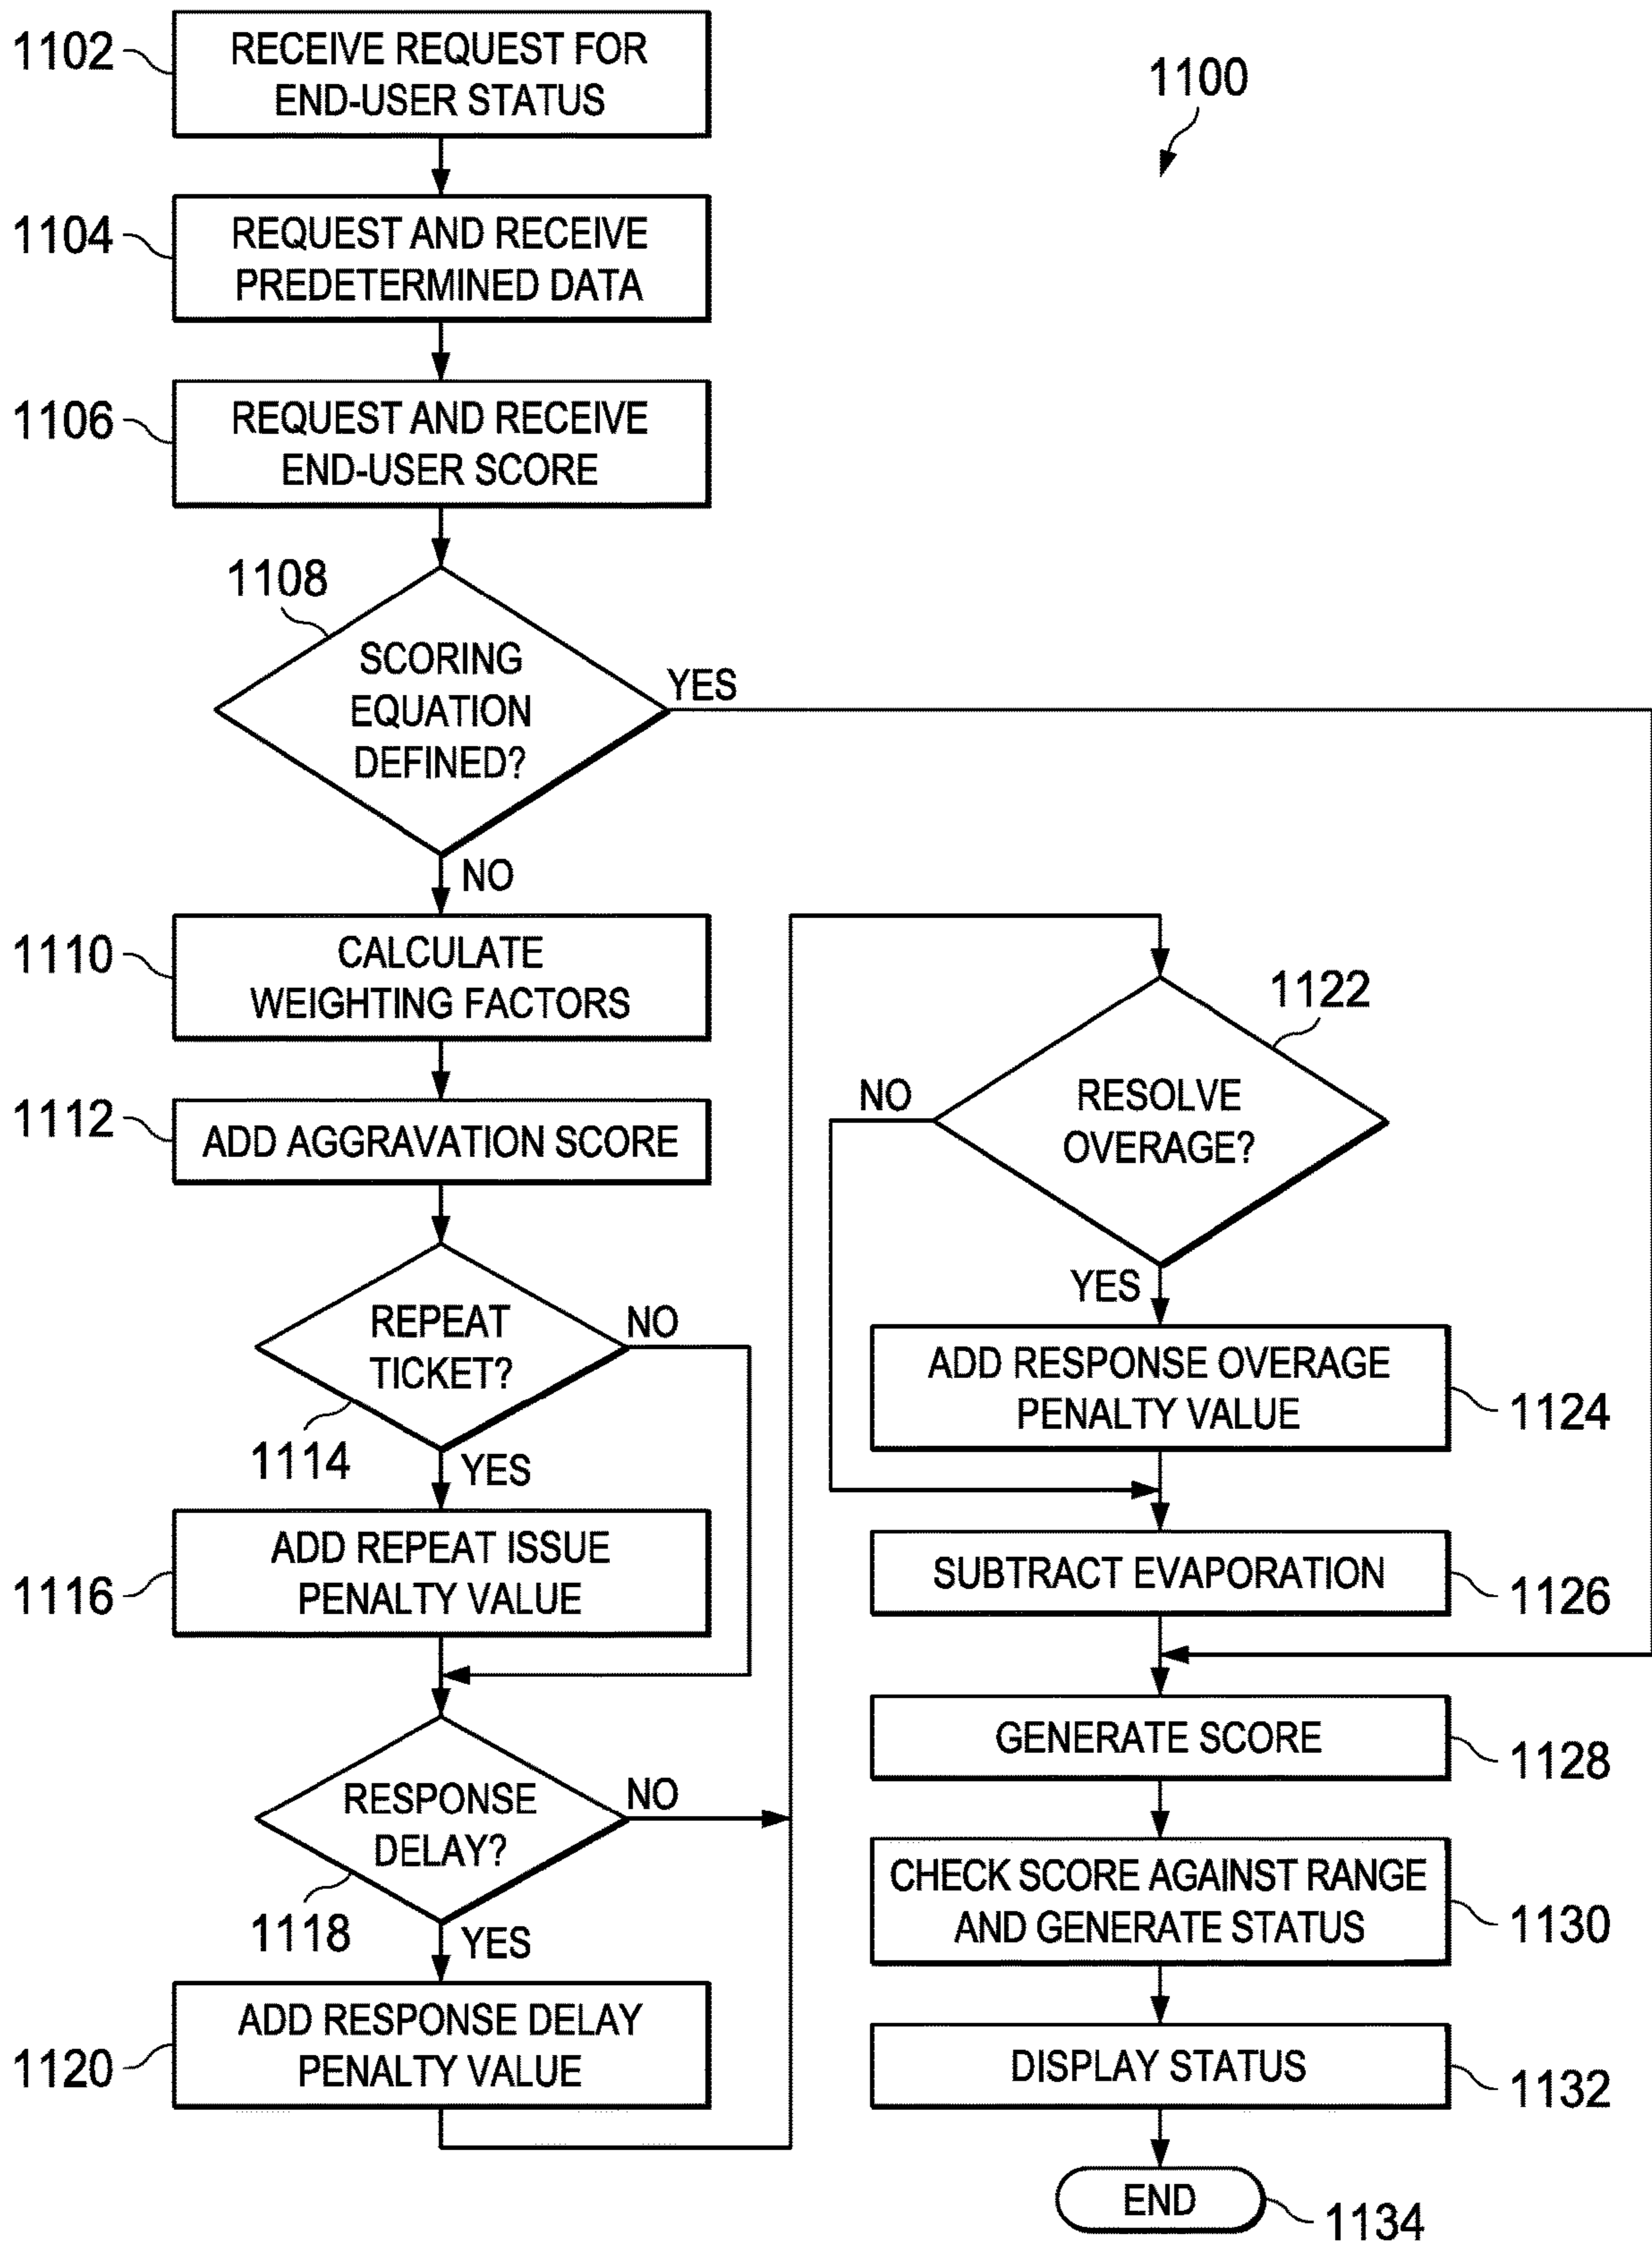 1102
RECEIVE REQUEST FOR
END-USER STATUS
1100
1104
REQUEST AND RECEIVE
PREDETERMINED DATA
1106
REQUEST AND RECEIVE
END-USER SCORE
1108
SCORING
EQUATION
DEFINED?
YES
NO
1110
CALCULATE
WEIGHTING FACTORS
1112
ADD AGGRAVATION SCORE
REPEAT
TICKET?
NO
1114
YES
1116
ADD REPEAT ISSUE
PENALTY VALUE
RESPONSE
DELAY?
NO
1118
YES
1120
ADD RESPONSE DELAY
PENALTY VALUE
1122
NO
RESOLVE
OVERAGE?
YES
ADD RESPONSE OVERAGE
PENALTY VALUE
1124
SUBTRACT EVAPORATION
1126
GENERATE SCORE
1128
CHECK SCORE AGAINST RANGE
AND GENERATE STATUS
1130
DISPLAY STATUS
1132
END
1134